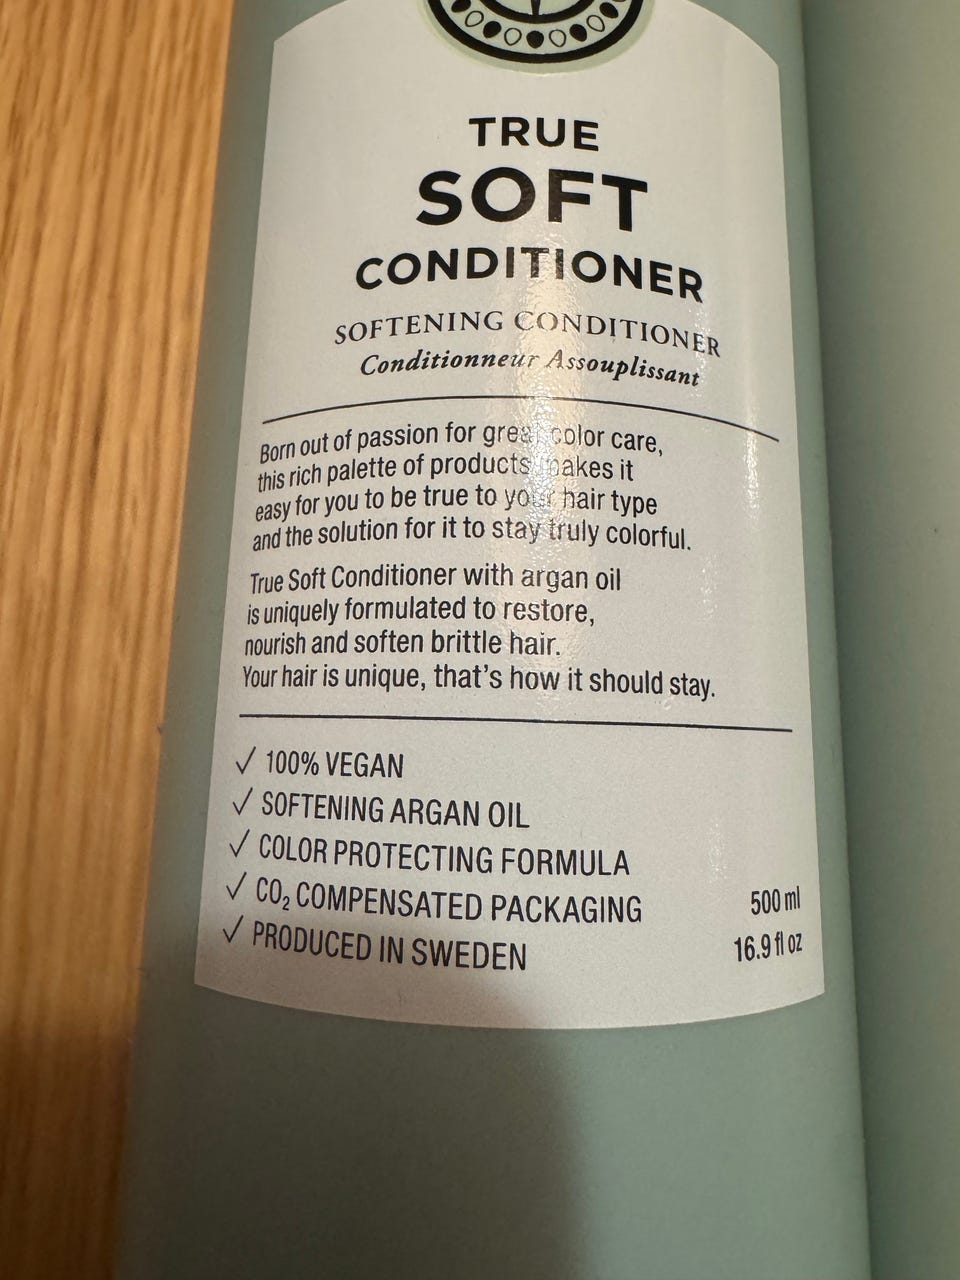 TRUE
SOFT
CONDITIONER
SOFTENING CONDITIONER
Conditionneur Assouplissant
Born out of passion for great color care,
this rich palette of products makes it
easy for you to be true to your hair type
and the solution for it to stay truly colorful.
True Soft Conditioner with argan oil
is uniquely formulated to restore,
nourish and soften brittle hair.
Your hair is unique, that's how it should stay.
✓ 100% VEGAN
✓ SOFTENING ARGAN OIL
✓ COLOR PROTECTING FORMULA
✓ CO₂ COMPENSATED PACKAGING
✓ PRODUCED IN SWEDEN
500 ml
16.9 fl oz